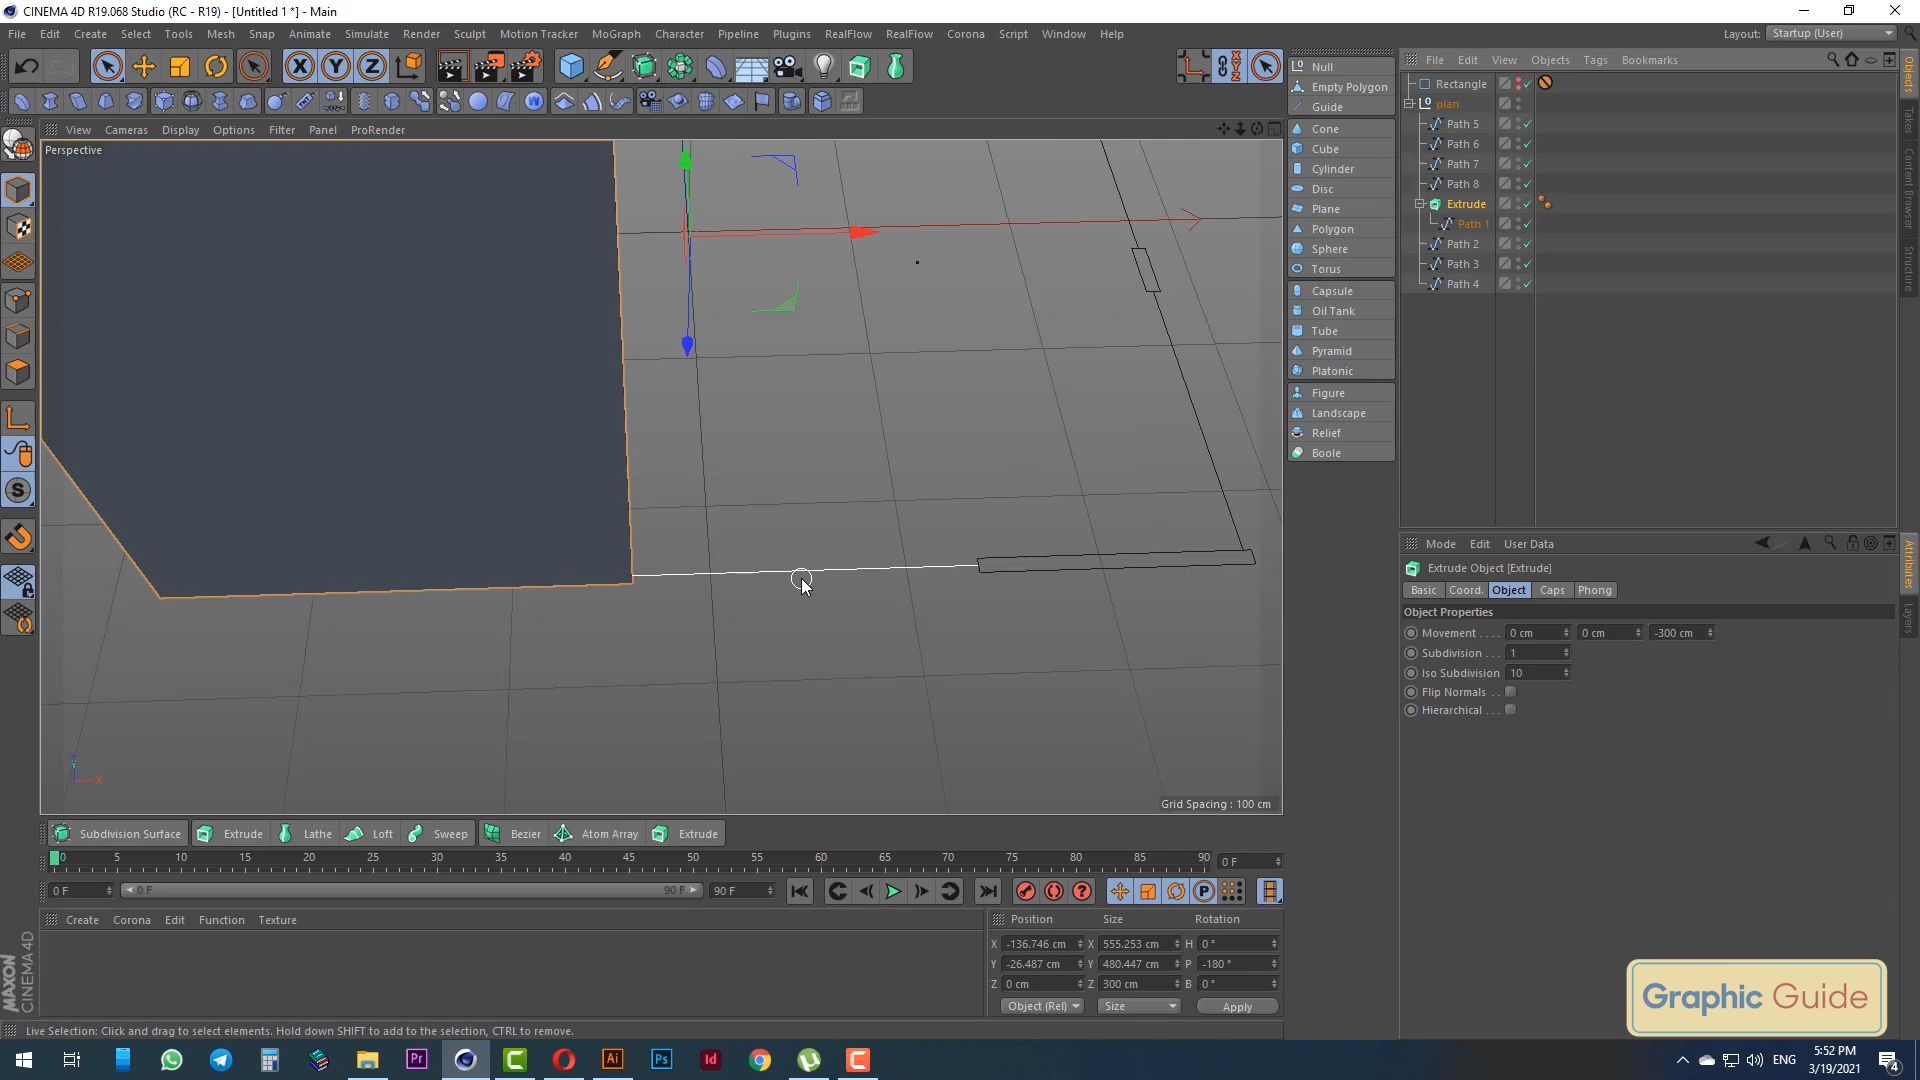 CINEMA 4D R19.068 Studio (RC - R19) - [Untitled 1 *] - Main
File Edit Create Select Tools Mesh Snap Animate Simulate Render Sculpt Motion Tracker MoGraph Character Pipeline Plugins RealFlow RealFlow Corona Script Window Help
Layout: Startup (User)
View Cameras Display Options Filter Panel ProRender
Perspective
Grid Spacing : 100 cm
Null
Empty Polygon
Guide
Cone
Cube
Cylinder
Disc
Plane
Polygon
Sphere
Torus
Capsule
Oil Tank
Tube
Pyramid
Platonic
Figure
Landscape
Relief
Boole
File Edit View Objects Tags Bookmarks
Rectangle
plan
Path 5
Path 6
Path 7
Path 8
Extrude
Path 1
Path 2
Path 3
Path 4
Objects
Takes
Content Browser
Structure
Mode Edit User Data
Extrude Object [Extrude]
Basic Coord. Object Caps Phong
Object Properties
Movement . . . . 0 cm 0 cm -300 cm
Subdivision . . . 1
Iso Subdivision 10
Flip Normals . .
Hierarchical . . .
Attributes
Layers
Subdivision Surface Extrude Lathe Loft Sweep Bezier Atom Array Extrude
0 5 10 15 20 25 30 35 40 45 50 55 60 65 70 75 80 85 90 0 F
0 F 0 F 90 F 90 F
Create Corona Edit Function Texture
Position Size Rotation
X -136.746 cm X 555.253 cm H 0 °
Y -26.487 cm Y 480.447 cm P -180 °
Z 0 cm Z 300 cm B 0 °
Object (Rel) Size Apply
MAXON
CINEMA 4D
Live Selection: Click and drag to select elements. Hold down SHIFT to add to the selection, CTRL to remove.
Graphic Guide
ENG
5:52 PM
3/19/2021
4